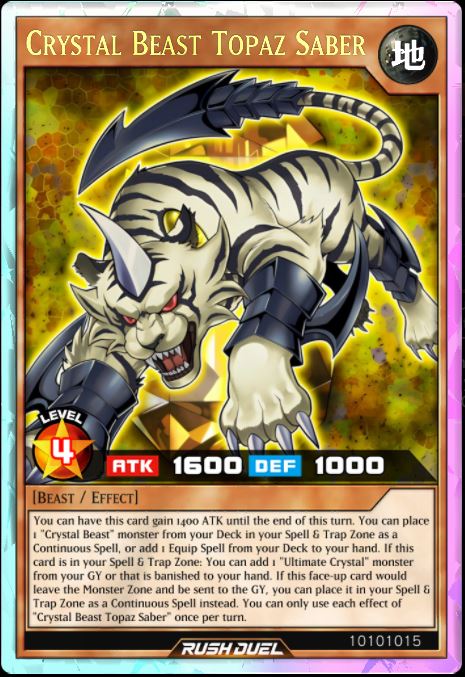 CRYSTAL BEAST TOPAZ SABER
地
LEVEL
4
ATK 1600 DEF 1000
[BEAST / EFFECT]
You can have this card gain 1400 ATK until the end of this turn. You can place
1 "Crystal Beast" monster from your Deck in your Spell & Trap Zone as a
Continuous Spell, or add 1 Equip Spell from your Deck to your hand. If this
card is in your Spell & Trap Zone: You can add 1 "Ultimate Crystal" monster
from your GY or that is banished to your hand. If this face-up card would
leave the Monster Zone and be sent to the GY, you can place it in your Spell &
Trap Zone as a Continuous Spell instead. You can only use each effect of
"Crystal Beast Topaz Saber" once per turn.
RUSH DUEL
10101015